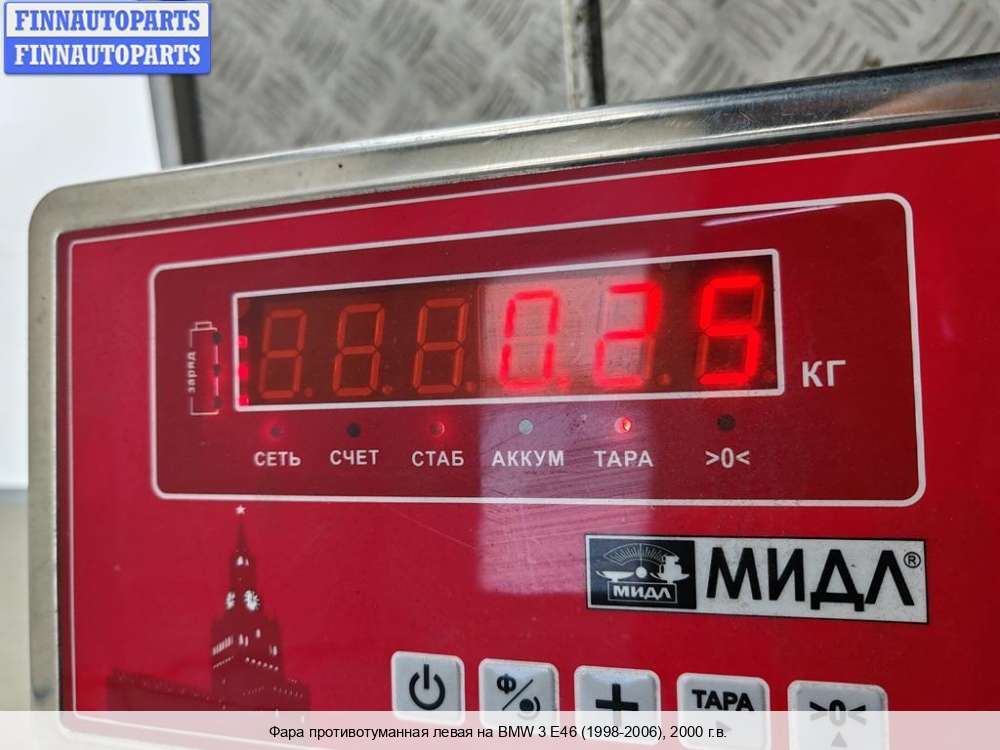 FINNAUTOPARTS
FINNAUTOPARTS
заряд
0.25
КГ
СЕТЬ СЧЕТ СТАБ АККУМ ТАРА >0<
МИДЛ МИДЛ®
Ф ТАРА >0<
Фара противотуманная левая на BMW 3 E46 (1998-2006), 2000 г.в.